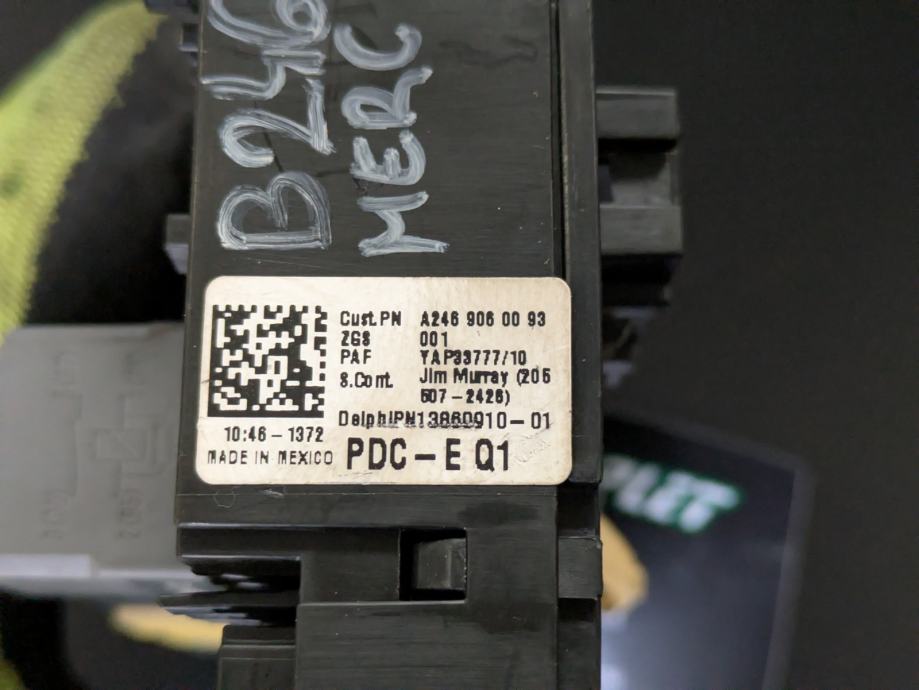 B246
MERC
Cust.PN A246 906 00 93
ZGS 001
PAF YAP33777/10
S.Cont. Jim Murray (205
507-2426)
DelphiPN13860910-01
10:46-1372
MADE IN MEXICO
PDC-E Q1
PLET